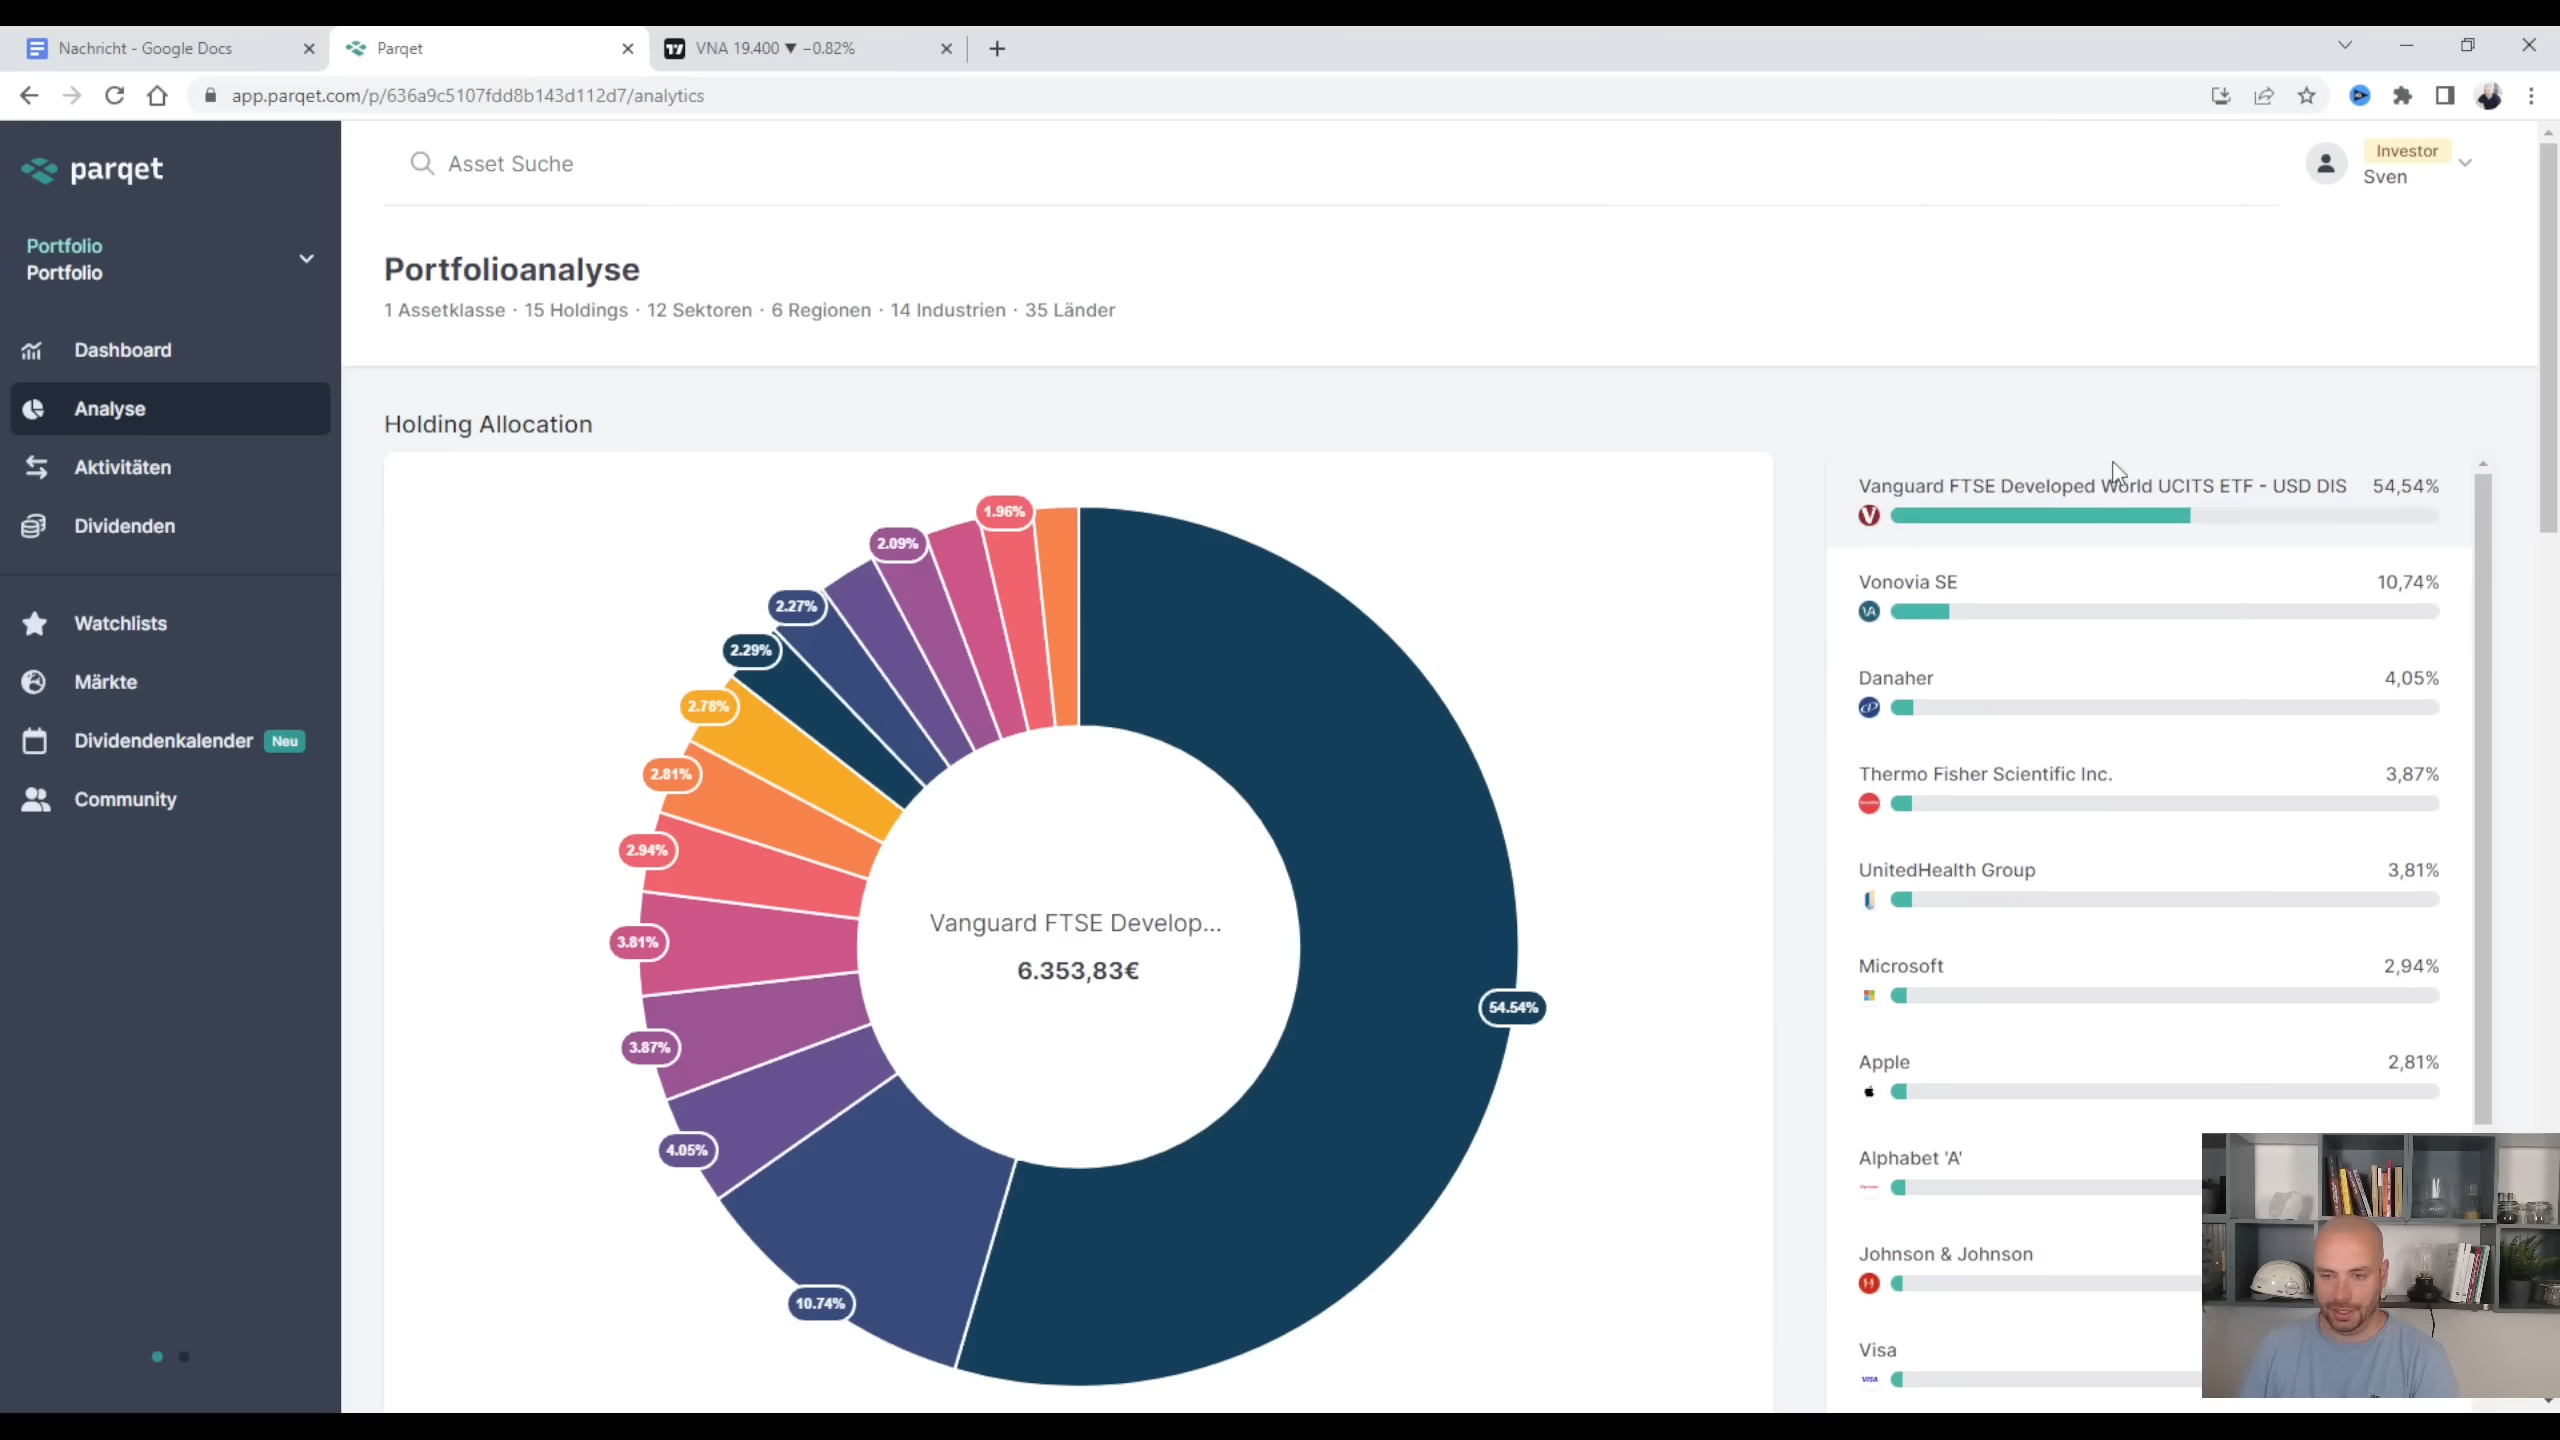 Nachricht - Google Docs
Parqet
VNA 19.400 ▼ −0.82%
app.parqet.com/p/636a9c5107fdd8b143d112d7/analytics
parqet
Portfolio
Portfolio
Dashboard
Analyse
Aktivitäten
Dividenden
Watchlists
Märkte
Dividendenkalender Neu
Community
Asset Suche
Investor
Sven
Portfolioanalyse
1 Assetklasse · 15 Holdings · 12 Sektoren · 6 Regionen · 14 Industrien · 35 Länder
Holding Allocation
1.96%
2.09%
2.27%
2.29%
2.78%
2.81%
2.94%
3.81%
3.87%
4.05%
10.74%
54.54%
Vanguard FTSE Develop...
6.353,83€
Vanguard FTSE Developed World UCITS ETF - USD DIS 54,54%
Vonovia SE 10,74%
Danaher 4,05%
Thermo Fisher Scientific Inc. 3,87%
UnitedHealth Group 3,81%
Microsoft 2,94%
Apple 2,81%
Alphabet 'A'
Johnson & Johnson
Visa
VISA